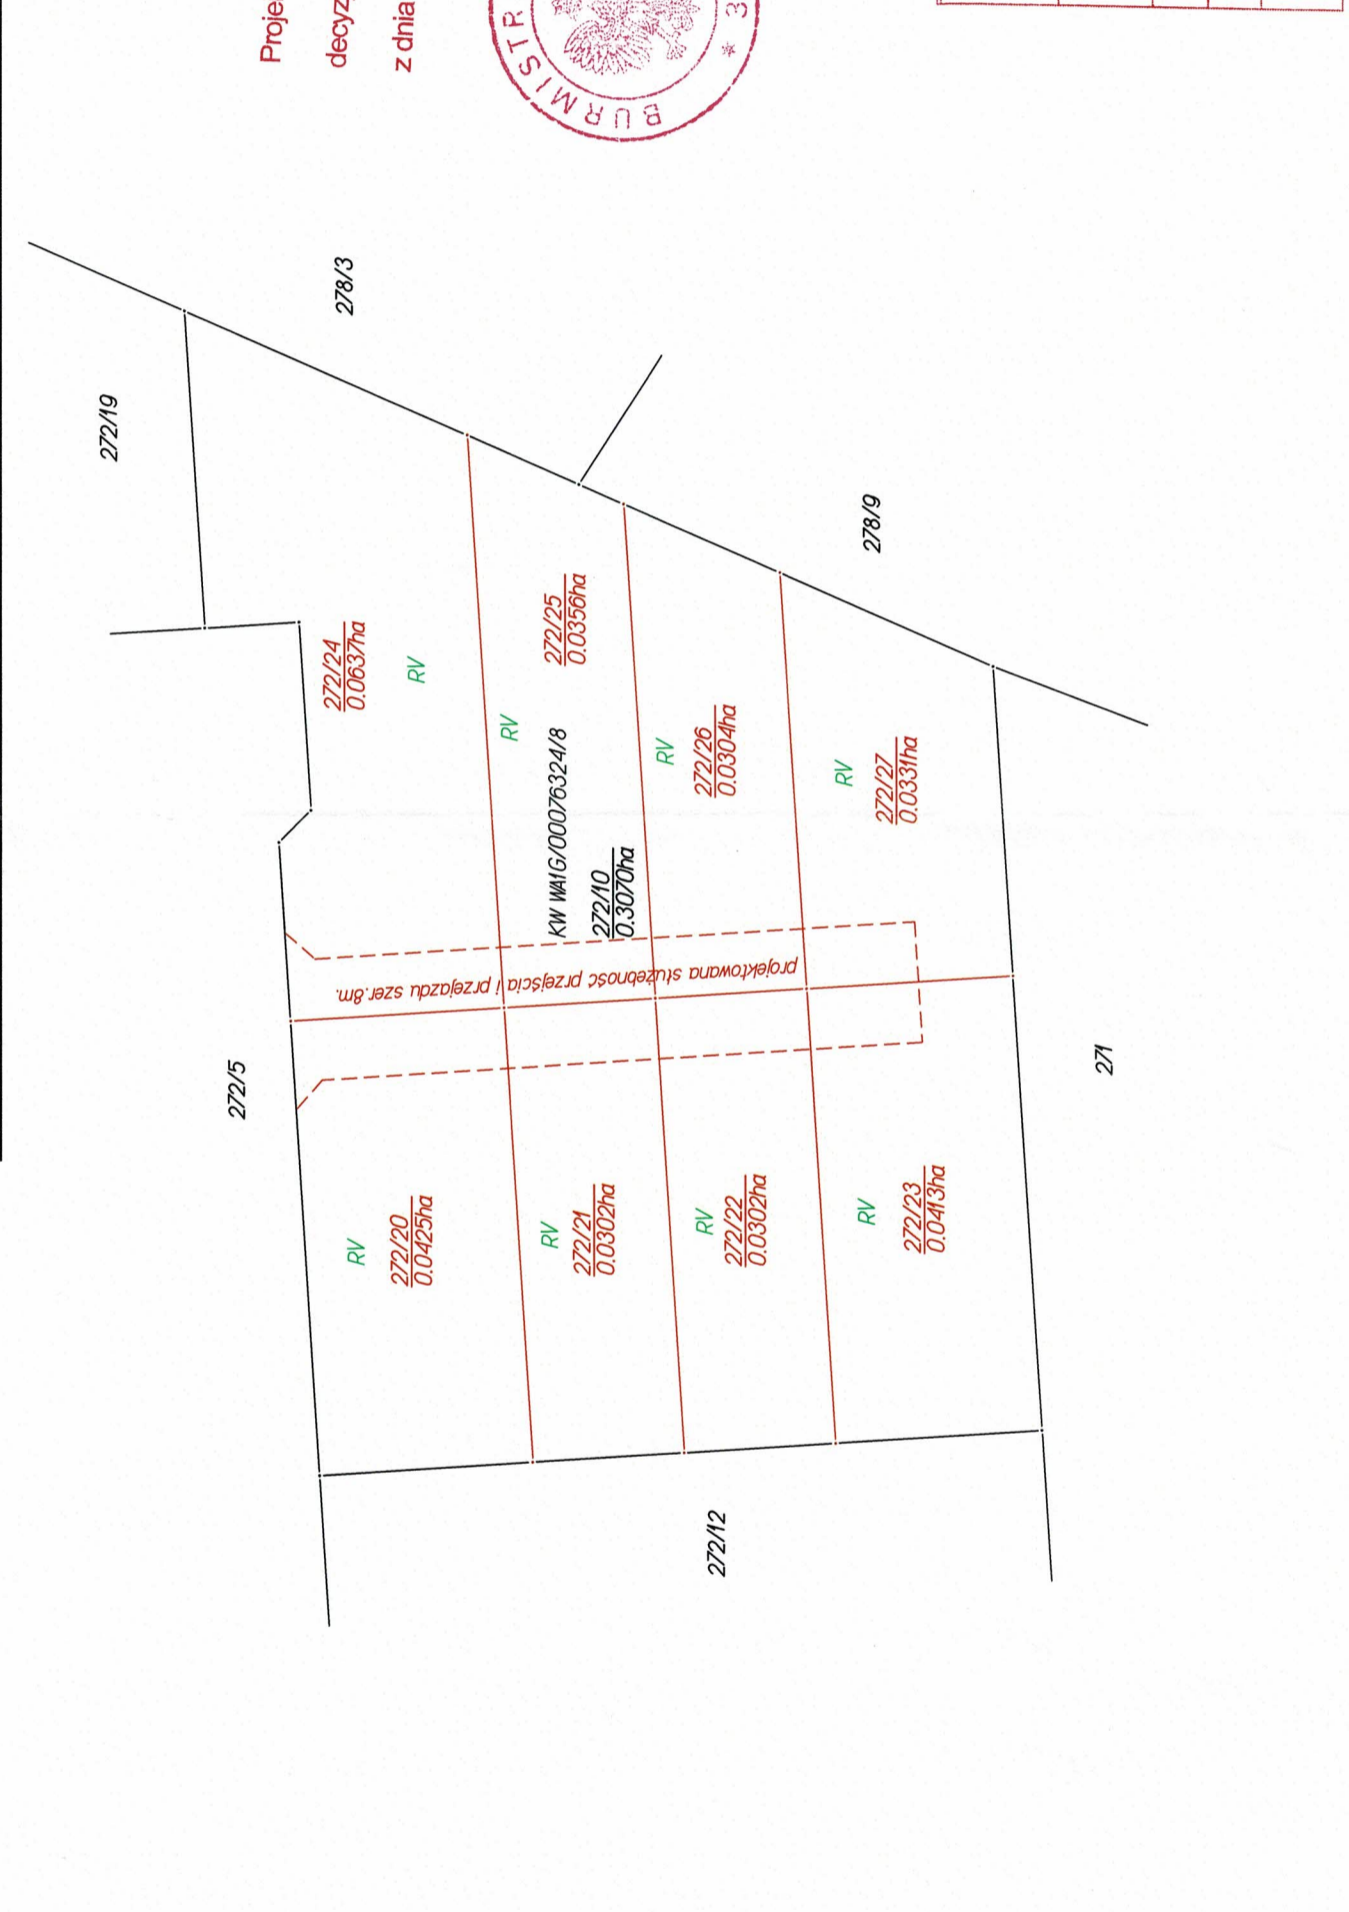 Proje
decyz
z dnia
BURMISTR
* 3
272/19
278/3
278/9
272/5
271
272/12
272/24
0.0637ha
RV
RV
272/25
0.0356ha
KW WA1G/00076324/8
272/10
0.3070ha
RV
272/26
0.0304ha
RV
272/27
0.0331ha
projektowana służebność przejścia i przejazdu szer.8m.
RV
272/20
0.0425ha
RV
272/21
0.0302ha
RV
272/22
0.0302ha
RV
272/23
0.0413ha